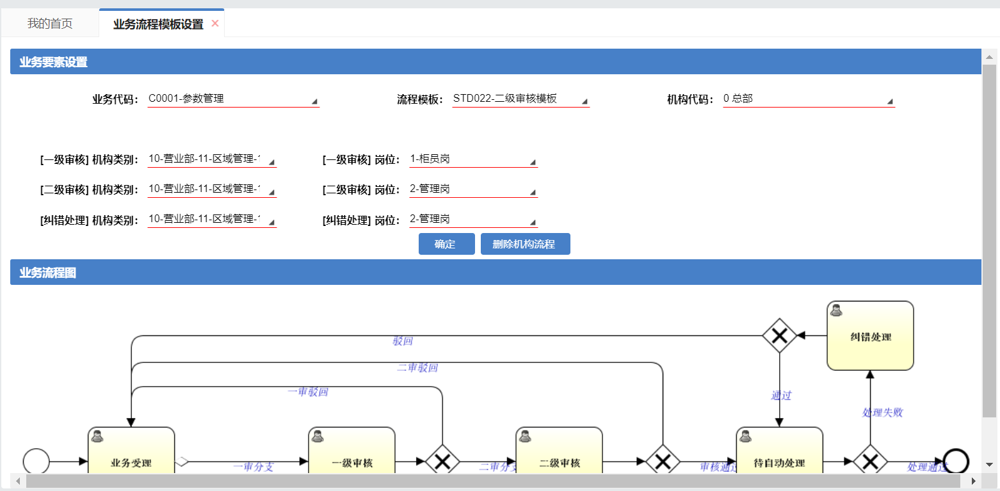 我的首页 业务流程模板设置 ×
业务要素设置
业务代码： C0001-参数管理 流程模板： STD022-二级审核模板 机构代码： 0 总部
[一级审核] 机构类别： 10-营业部-11-区域管理- [一级审核] 岗位： 1-柜员岗
[二级审核] 机构类别： 10-营业部-11-区域管理- [二级审核] 岗位： 2-管理岗
[纠错处理] 机构类别： 10-营业部-11-区域管理- [纠错处理] 岗位： 2-管理岗
确定 删除机构流程
业务流程图
纠错处理
驳回
二审驳回
一审驳回
通过
处理失败
业务受理 一审分支 一级审核 二审分支 二级审核 审核通过 待自动处理 处理通过